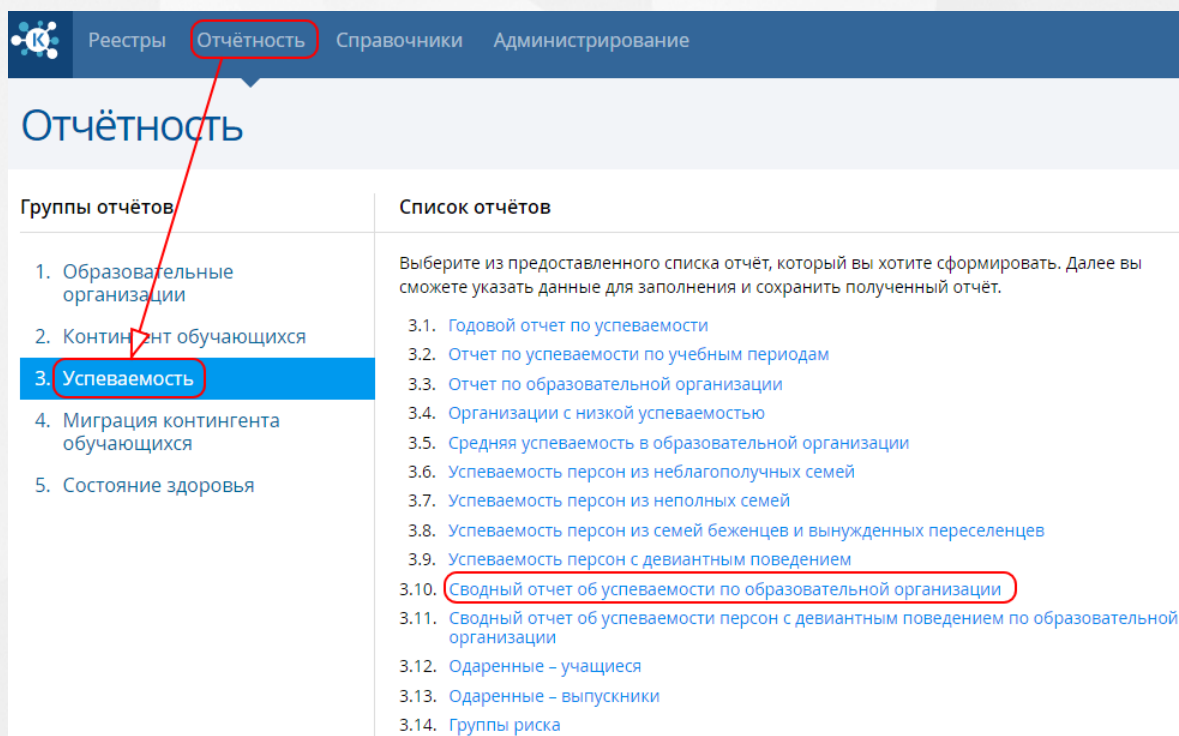 К Реестры Отчётность Справочники Администрирование
Отчётность
Группы отчётов
1. Образовательные
организации
2. Контингент обучающихся
3. Успеваемость
4. Миграция контингента
обучающихся
5. Состояние здоровья
Список отчётов
Выберите из предоставленного списка отчёт, который вы хотите сформировать. Далее вы
сможете указать данные для заполнения и сохранить полученный отчёт.
3.1. Годовой отчет по успеваемости
3.2. Отчет по успеваемости по учебным периодам
3.3. Отчет по образовательной организации
3.4. Организации с низкой успеваемостью
3.5. Средняя успеваемость в образовательной организации
3.6. Успеваемость персон из неблагополучных семей
3.7. Успеваемость персон из неполных семей
3.8. Успеваемость персон из семей беженцев и вынужденных переселенцев
3.9. Успеваемость персон с девиантным поведением
3.10. Сводный отчет об успеваемости по образовательной организации
3.11. Сводный отчет об успеваемости персон с девиантным поведением по образовательной
организации
3.12. Одаренные – учащиеся
3.13. Одаренные – выпускники
3.14. Группы риска